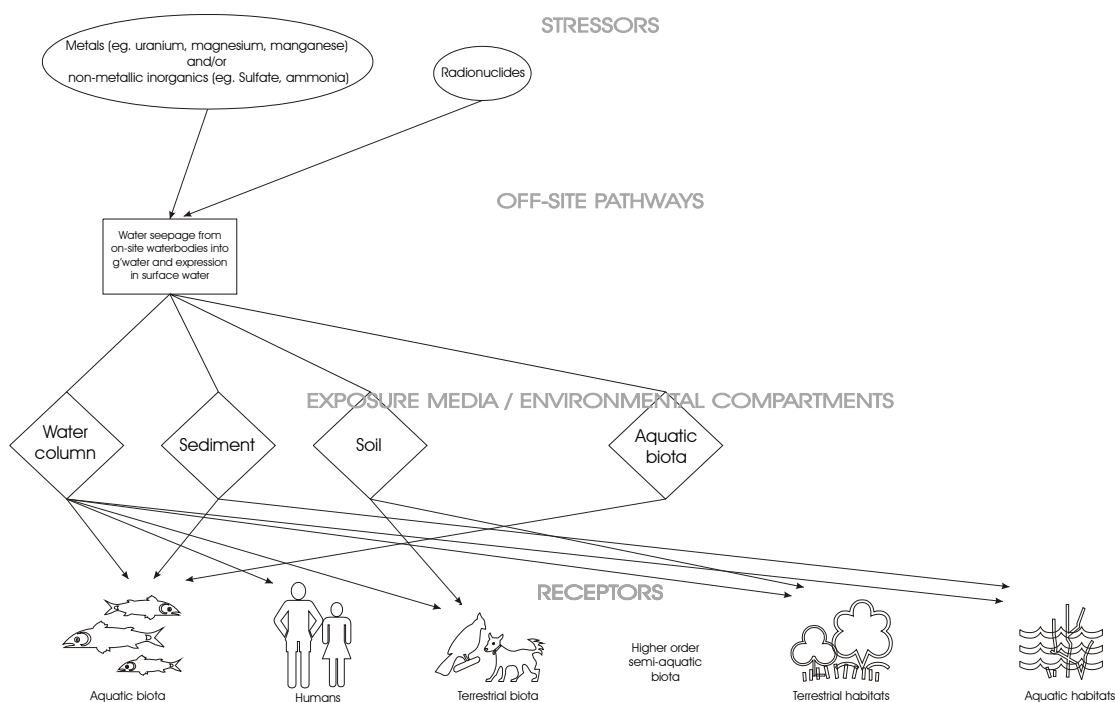 STRESSORS
Metals (eg. uranium, magnesium, manganese)
and/or
non-metallic inorganics (eg. Sulfate, ammonia)
Radionuclides
OFF-SITE PATHWAYS
Water seepage from
on-site waterbodies into
g'water and expression
in surface water
EXPOSURE MEDIA / ENVIRONMENTAL COMPARTMENTS
Water
column
Sediment
Soil
Aquatic
biota
RECEPTORS
Aquatic biota
Humans
Terrestrial biota
Higher order
semi-aquatic
biota
Terrestrial habitats
Aquatic habitats